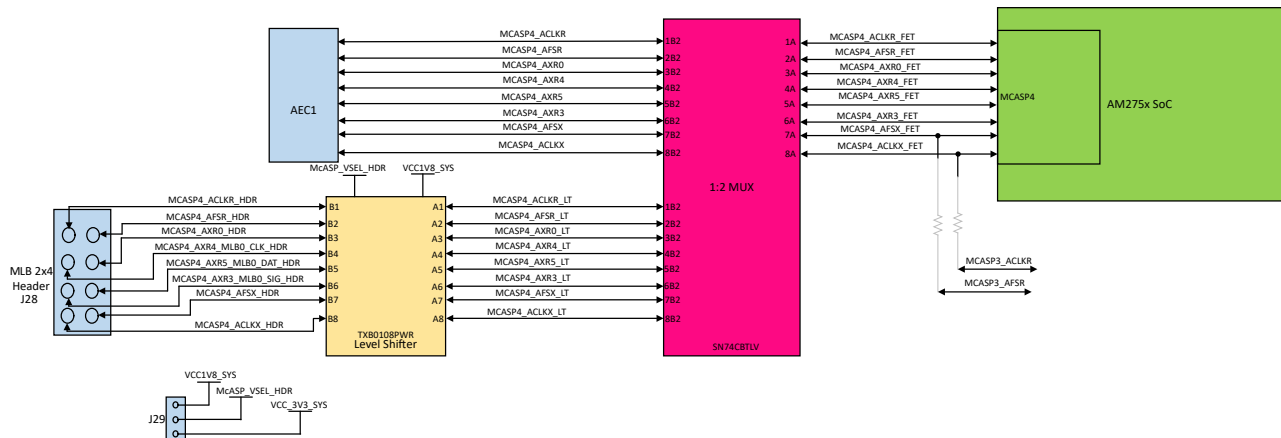 AEC1
MCASP4_ACLKR
MCASP4_AFSR
MCASP4_AXR0
MCASP4_AXR4
MCASP4_AXR5
MCASP4_AXR3
MCASP4_AFSX
MCASP4_ACLKX
1B2
2B2
3B2
4B2
5B2
6B2
7B2
8B2
1A
2A
3A
4A
5A
6A
7A
8A
1:2 MUX
MCASP4_ACLKR_FET
MCASP4_AFSR_FET
MCASP4_AXR0_FET
MCASP4_AXR4_FET
MCASP4_AXR5_FET
MCASP4_AXR3_FET
MCASP4_AFSX_FET
MCASP4_ACLKX_FET
MCASP4
AM275x SoC
McASP_VSEL_HDR
VCC1V8_SYS
MLB 2x4
Header
J28
MCASP4_ACLKR_HDR
MCASP4_AFSR_HDR
MCASP4_AXR0_HDR
MCASP4_AXR4_MLB0_CLK_HDR
MCASP4_AXR5_MLB0_DAT_HDR
MCASP4_AXR3_MLB0_SIG_HDR
MCASP4_AFSX_HDR
MCASP4_ACLKX_HDR
B1
B2
B3
B4
B5
B6
B7
B8
A1
A2
A3
A4
A5
A6
A7
A8
TXB0108PWR
Level Shifter
MCASP4_ACLKR_LT
MCASP4_AFSR_LT
MCASP4_AXR0_LT
MCASP4_AXR4_LT
MCASP4_AXR5_LT
MCASP4_AXR3_LT
MCASP4_AFSX_LT
MCASP4_ACLKX_LT
1B2
2B2
3B2
4B2
5B2
6B2
7B2
8B2
SN74CBTLV
MCASP3_ACLKR
MCASP3_AFSR
VCC1V8_SYS
McASP_VSEL_HDR
VCC_3V3_SYS
J29